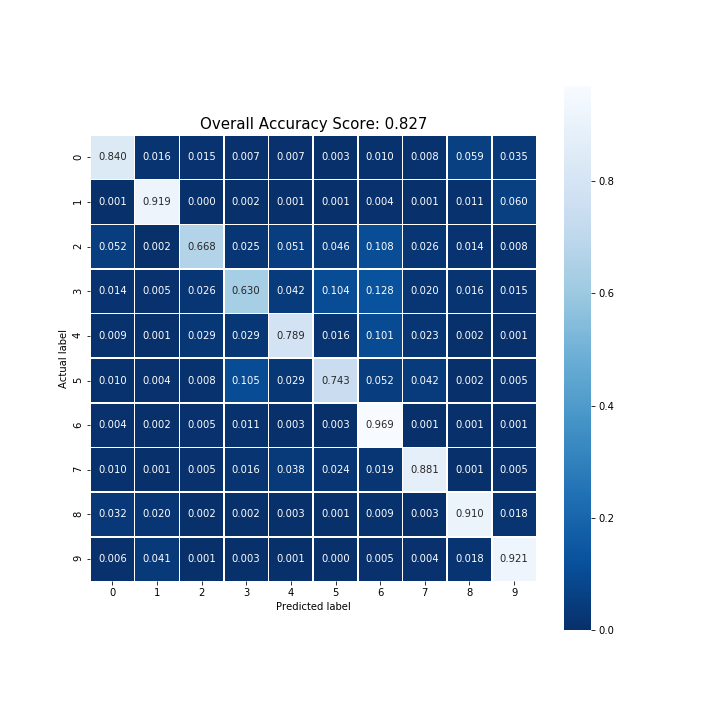 Overall Accuracy Score: 0.827
0 0.840 0.016 0.015 0.007 0.007 0.003 0.010 0.008 0.059 0.035
1 0.001 0.919 0.000 0.002 0.001 0.001 0.004 0.001 0.011 0.060
2 0.052 0.002 0.668 0.025 0.051 0.046 0.108 0.026 0.014 0.008
3 0.014 0.005 0.026 0.630 0.042 0.104 0.128 0.020 0.016 0.015
4 0.009 0.001 0.029 0.029 0.789 0.016 0.101 0.023 0.002 0.001
5 0.010 0.004 0.008 0.105 0.029 0.743 0.052 0.042 0.002 0.005
6 0.004 0.002 0.005 0.011 0.003 0.003 0.969 0.001 0.001 0.001
7 0.010 0.001 0.005 0.016 0.038 0.024 0.019 0.881 0.001 0.005
8 0.032 0.020 0.002 0.002 0.003 0.001 0.009 0.003 0.910 0.018
9 0.006 0.041 0.001 0.003 0.001 0.000 0.005 0.004 0.018 0.921
0 1 2 3 4 5 6 7 8 9
Predicted label
Actual label
0.8
0.6
0.4
0.2
0.0